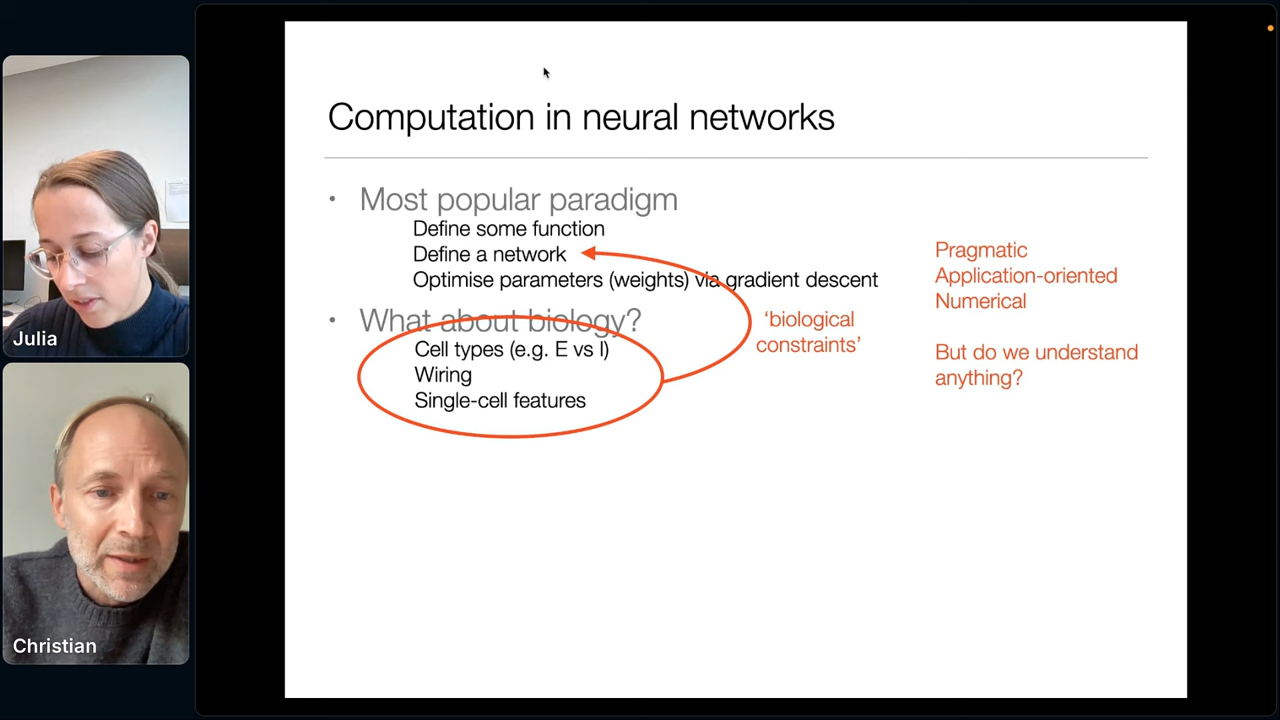 Computation in neural networks
• Most popular paradigm
Define some function
Define a network
Optimise parameters (weights) via gradient descent
• What about biology?
Cell types (e.g. E vs I)
Wiring
Single-cell features
‘biological
constraints’
Pragmatic
Application-oriented
Numerical
But do we understand
anything?
Julia
Christian